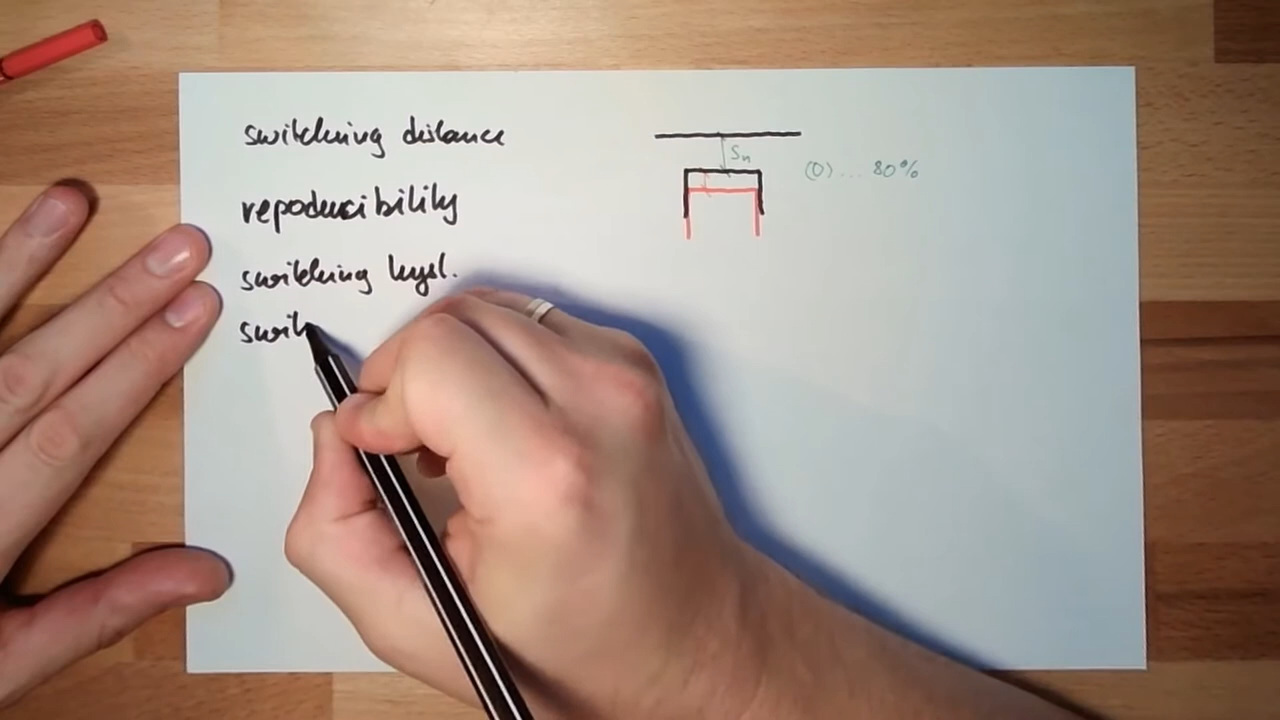 switching distance
repoducibility
switching hyst.
swit
Sn
(0) ... 80%